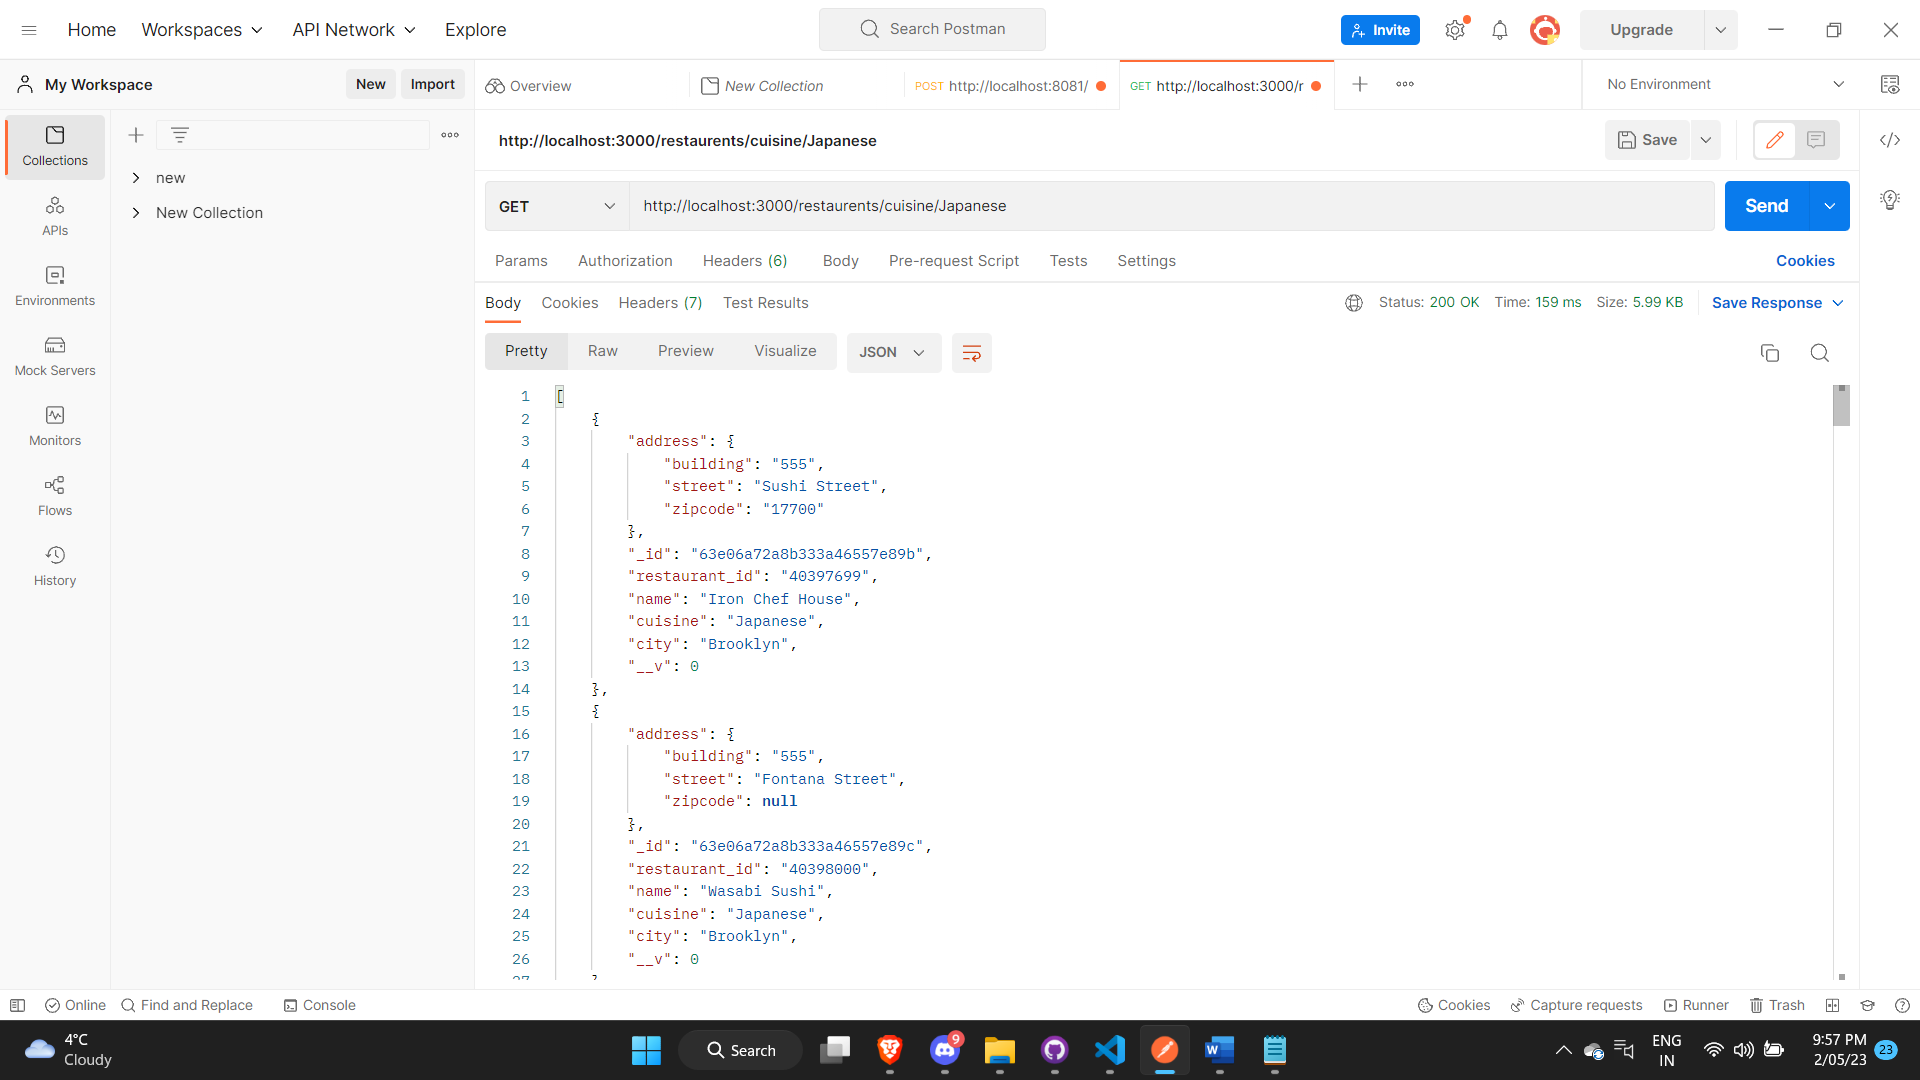 Home Workspaces API Network Explore Search Postman Invite Upgrade
My Workspace New Import Overview New Collection POST http://localhost:8081/ GET http://localhost:3000/r No Environment
Collections
APIs
Environments
Mock Servers
Monitors
Flows
History
new
New Collection
http://localhost:3000/restaurents/cuisine/Japanese Save
GET http://localhost:3000/restaurents/cuisine/Japanese Send
Params Authorization Headers (6) Body Pre-request Script Tests Settings Cookies
Body Cookies Headers (7) Test Results Status: 200 OK Time: 159 ms Size: 5.99 KB Save Response
Pretty Raw Preview Visualize JSON
1 [
2 {
3 "address": {
4 "building": "555",
5 "street": "Sushi Street",
6 "zipcode": "17700"
7 },
8 "_id": "63e06a72a8b333a46557e89b",
9 "restaurant_id": "40397699",
10 "name": "Iron Chef House",
11 "cuisine": "Japanese",
12 "city": "Brooklyn",
13 "__v": 0
14 },
15 {
16 "address": {
17 "building": "555",
18 "street": "Fontana Street",
19 "zipcode": null
20 },
21 "_id": "63e06a72a8b333a46557e89c",
22 "restaurant_id": "40398000",
23 "name": "Wasabi Sushi",
24 "cuisine": "Japanese",
25 "city": "Brooklyn",
26 "__v": 0
Online Find and Replace Console Cookies Capture requests Runner Trash
4°C
Cloudy
Search
9
ENG
IN
9:57 PM
2/05/23
23